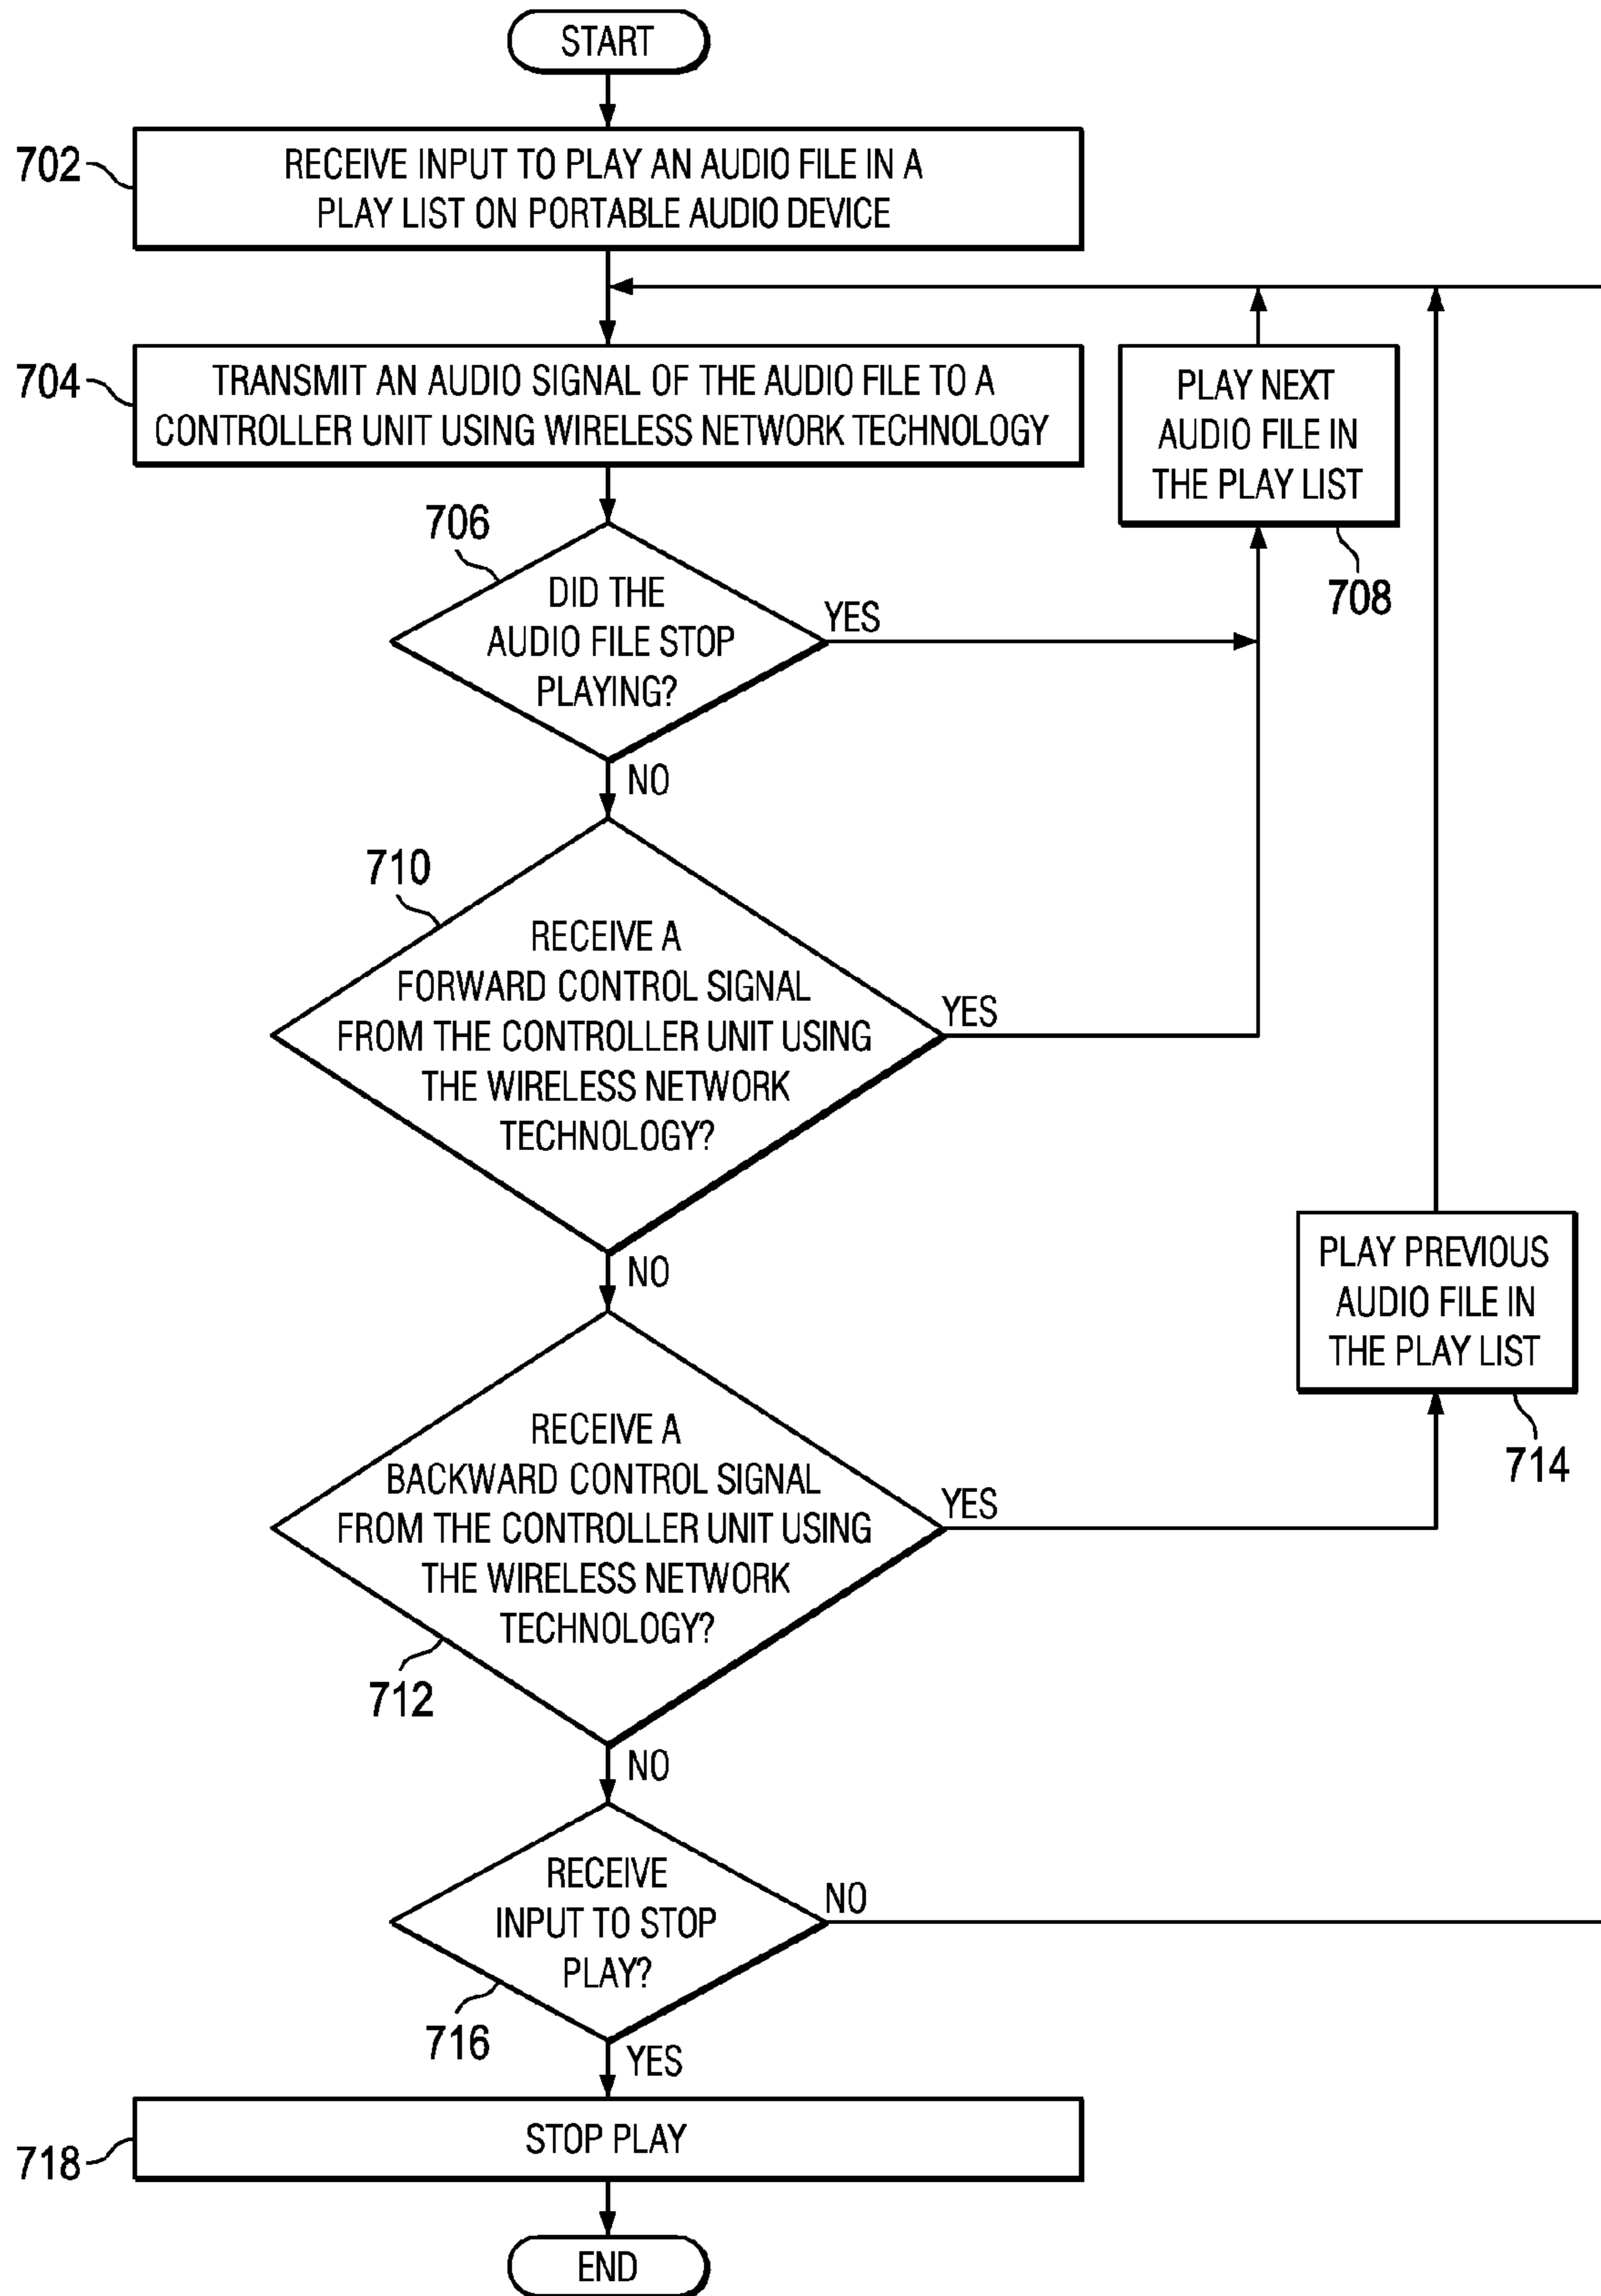 START
702
RECEIVE INPUT TO PLAY AN AUDIO FILE IN A
PLAY LIST ON PORTABLE AUDIO DEVICE
704
TRANSMIT AN AUDIO SIGNAL OF THE AUDIO FILE TO A
CONTROLLER UNIT USING WIRELESS NETWORK TECHNOLOGY
PLAY NEXT
AUDIO FILE IN
THE PLAY LIST
708
706
DID THE
AUDIO FILE STOP
PLAYING?
YES
NO
710
RECEIVE A
FORWARD CONTROL SIGNAL
FROM THE CONTROLLER UNIT USING
THE WIRELESS NETWORK
TECHNOLOGY?
YES
NO
PLAY PREVIOUS
AUDIO FILE IN
THE PLAY LIST
714
RECEIVE A
BACKWARD CONTROL SIGNAL
FROM THE CONTROLLER UNIT USING
THE WIRELESS NETWORK
TECHNOLOGY?
YES
712
NO
RECEIVE
INPUT TO STOP
PLAY?
NO
716
YES
718
STOP PLAY
END